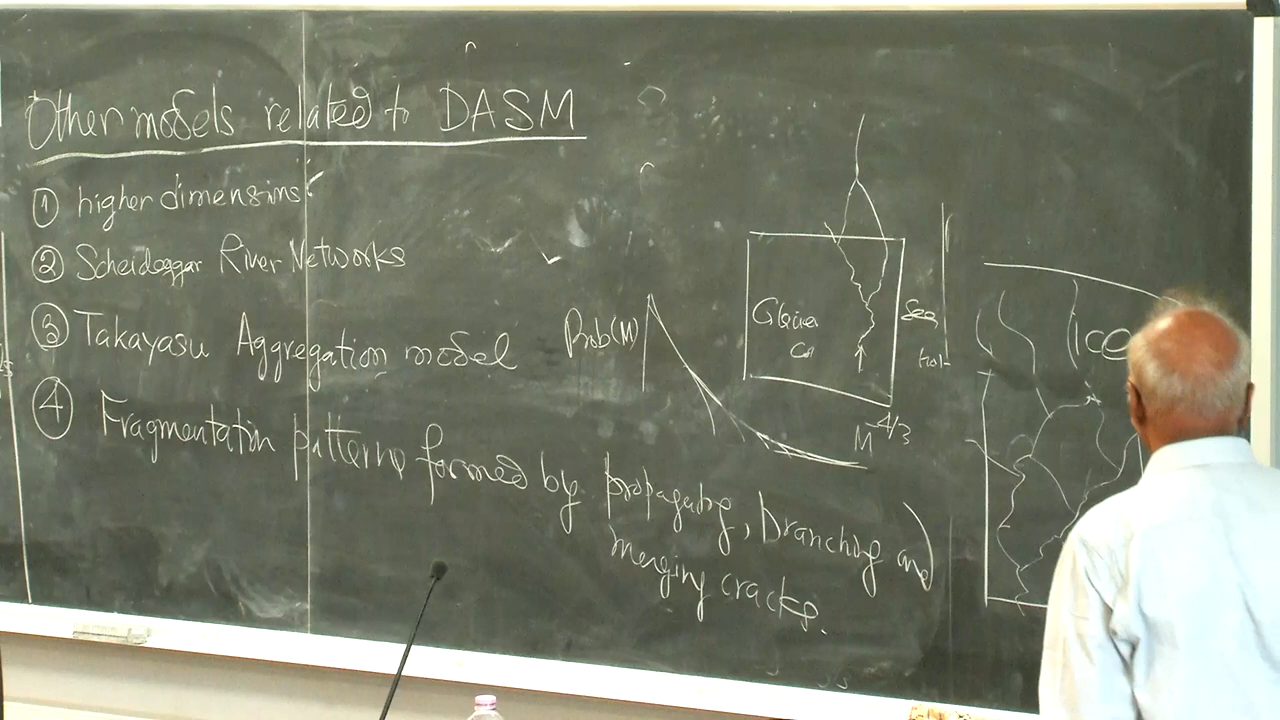 Other models related to DASM
① higher dimensions
② Scheideggar River Networks
③ Takayasu Aggregation model
④ Fragmentation patterns formed by propagating, branching and
merging cracks.
Prob(M)
M^-4/3
Glacier
Sea
Ice